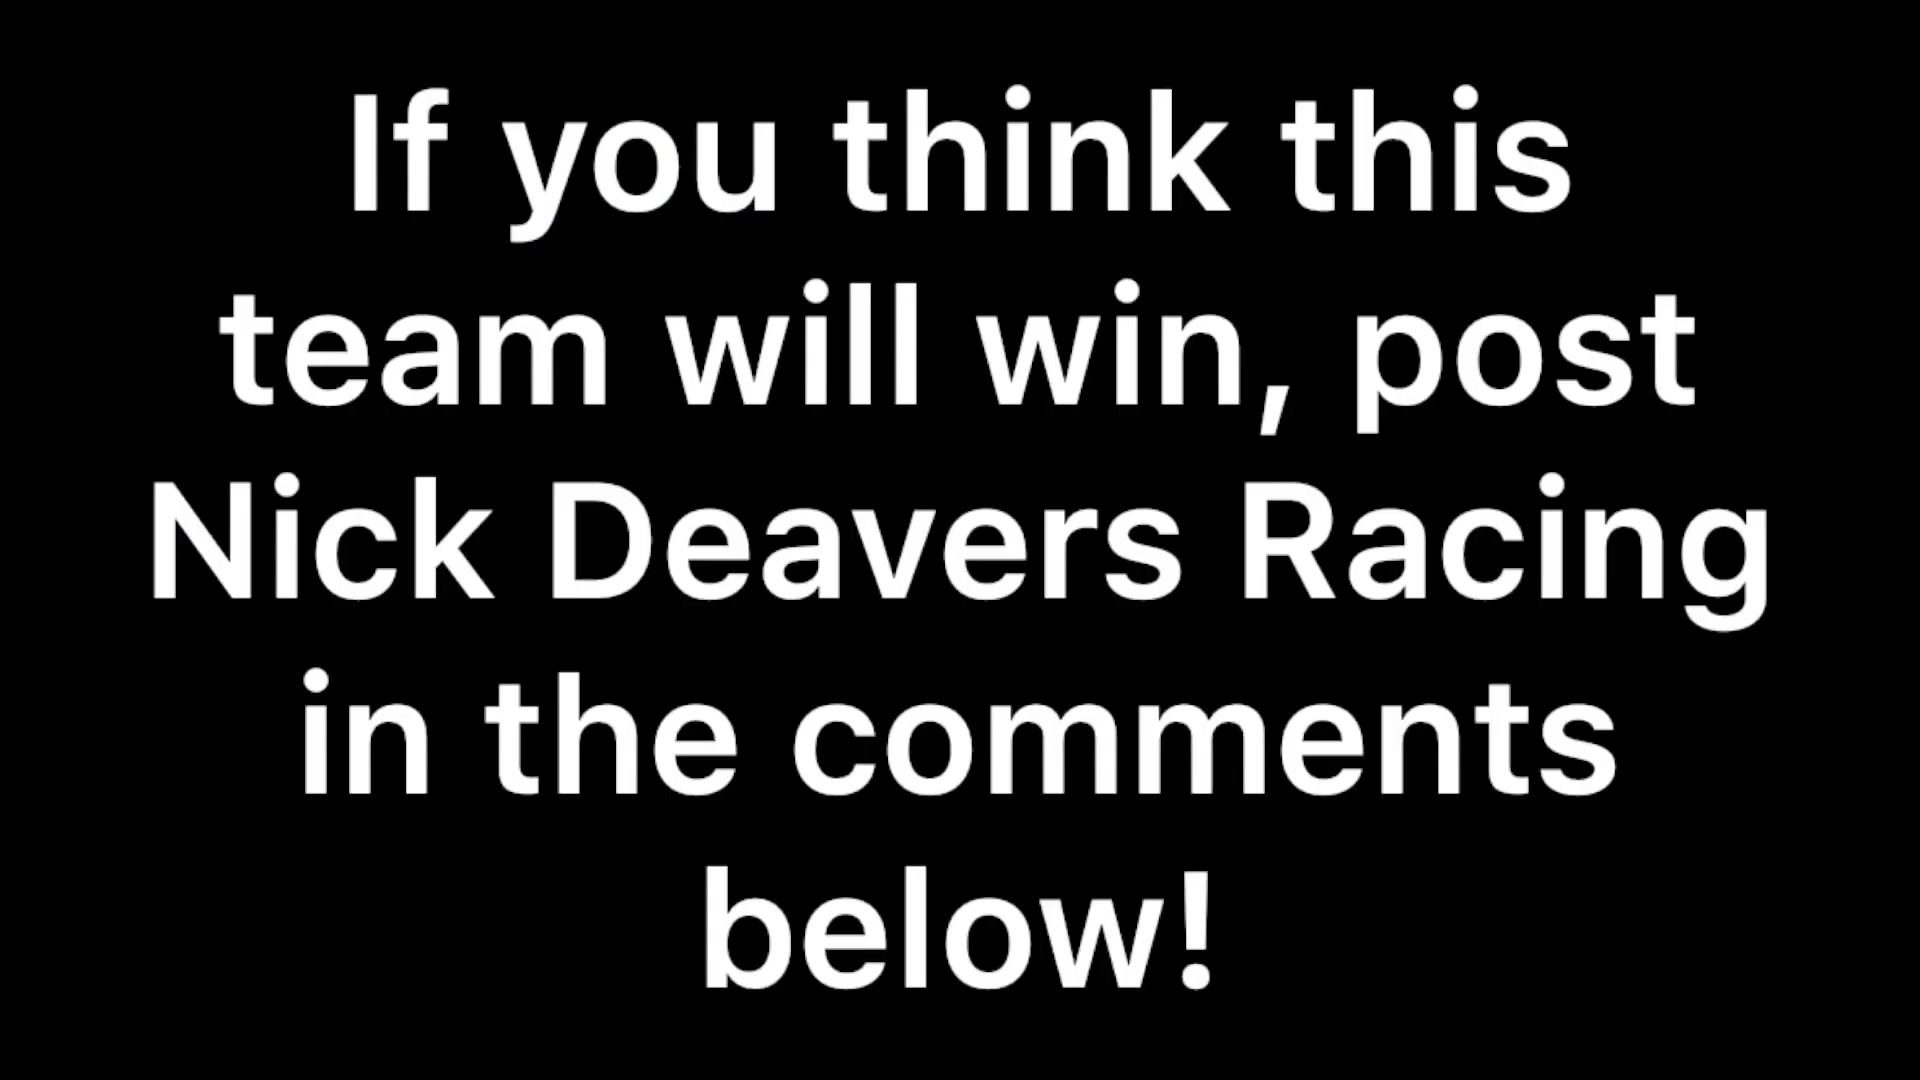 If you think this
team will win, post
Nick Deavers Racing
in the comments
below!